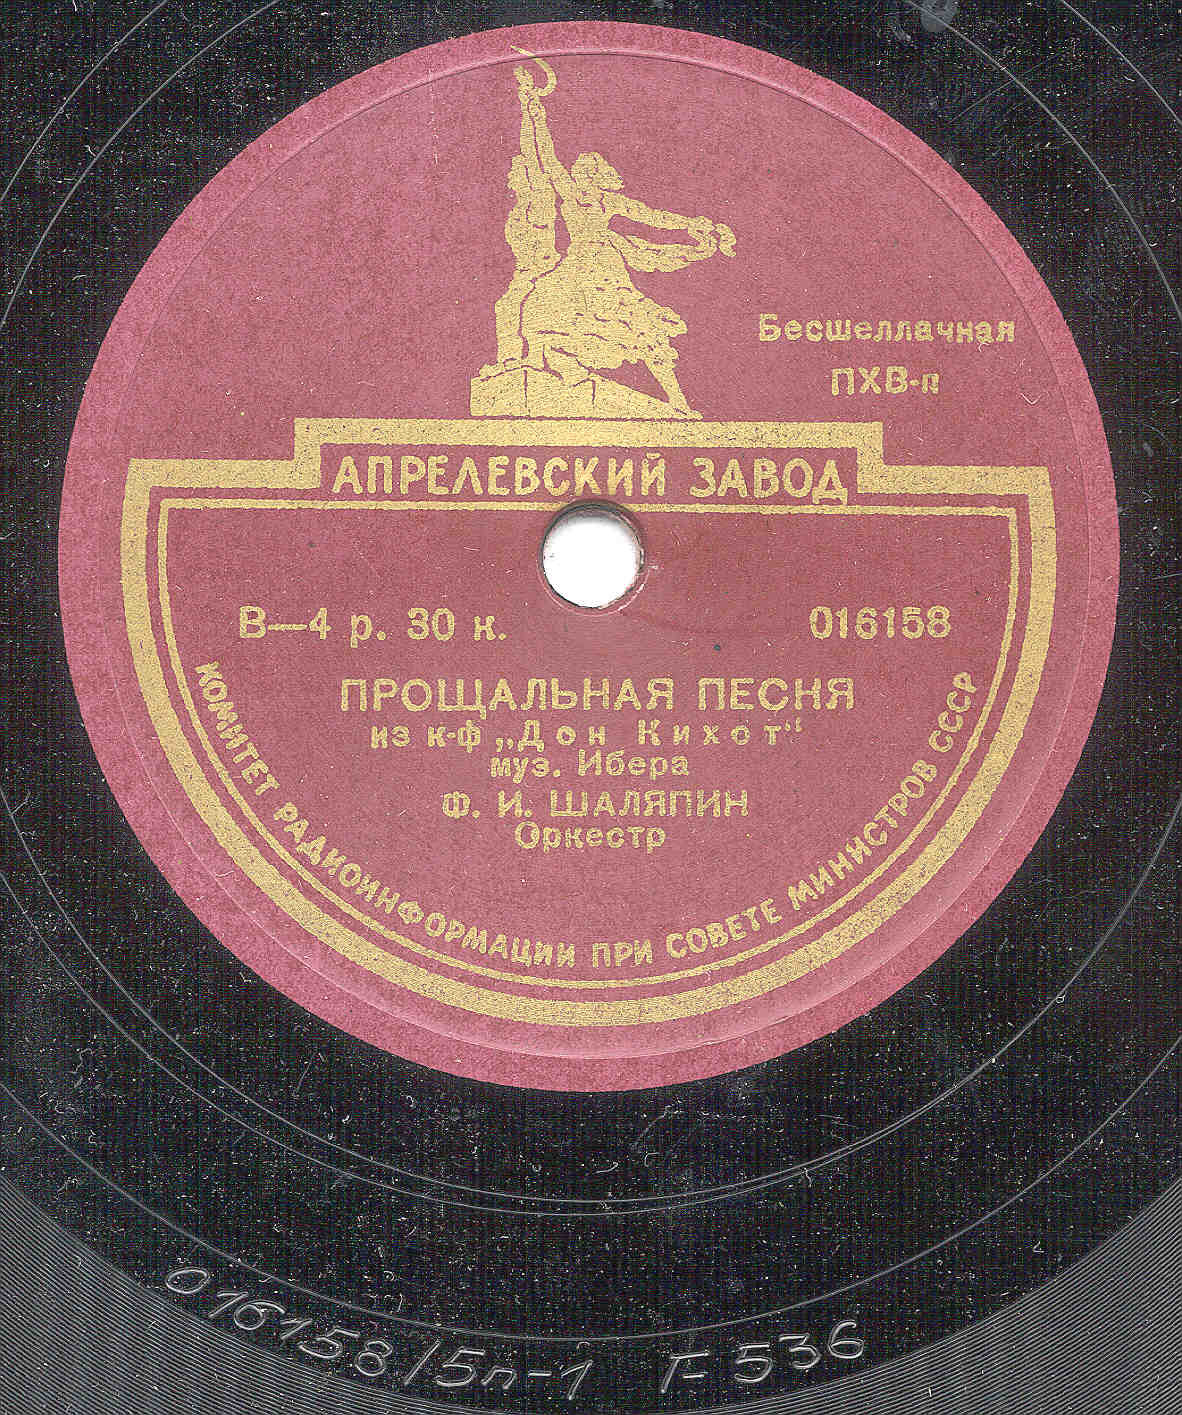 Бесшеллачная
ПХВ-п
АПРЕЛЕВСКИЙ ЗАВОД
В—4 р. 30 к.
016158
ПРОЩАЛЬНАЯ ПЕСНЯ
из к-ф „Дон Кихот“
муз. Ибера
Ф. И. ШАЛЯПИН
Оркестр
КОМИТЕТ РАДИОИНФОРМАЦИИ ПРИ СОВЕТЕ МИНИСТРОВ СССР
016158/5п-1 Г-536